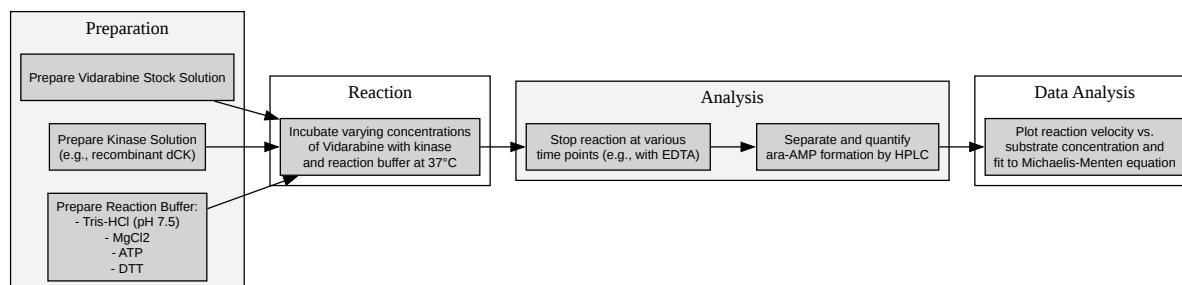 Preparation
Prepare Vidarabine Stock Solution
Prepare Kinase Solution
(e.g., recombinant dCK)
Prepare Reaction Buffer:
- Tris-HCl (pH 7.5)
- MgCl2
- ATP
- DTT
Reaction
Incubate varying concentrations
of Vidarabine with kinase
and reaction buffer at 37°C
Analysis
Stop reaction at various
time points (e.g., with EDTA)
Separate and quantify
ara-AMP formation by HPLC
Data Analysis
Plot reaction velocity vs.
substrate concentration and
fit to Michaelis-Menten equation